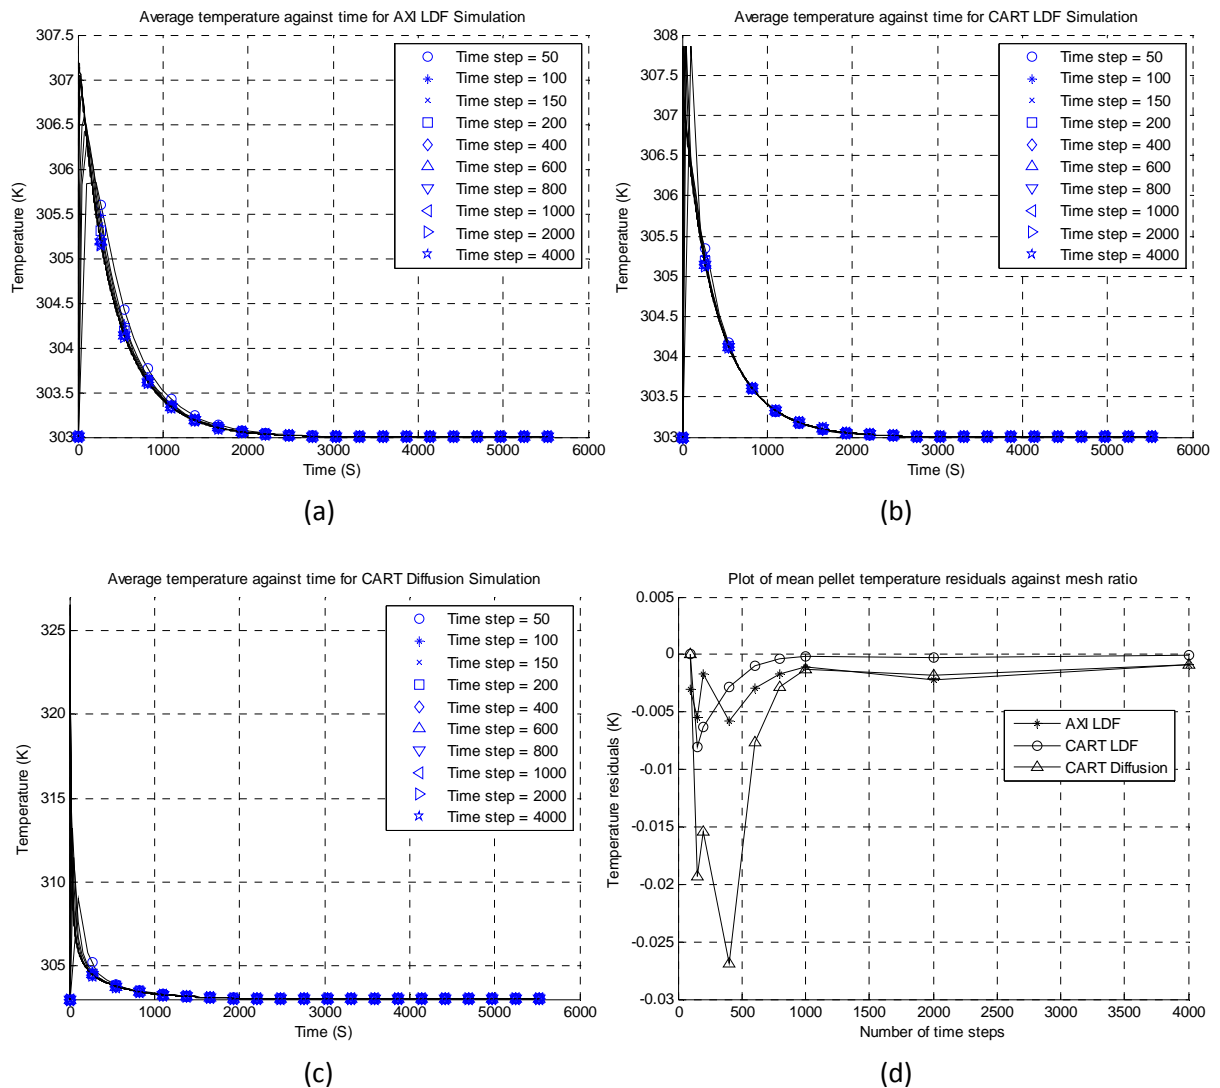 Average temperature against time for AXI LDF Simulation
307.5
307
306.5
306
305.5
305
304.5
304
303.5
303
Temperature (K)
Time step = 50
Time step = 100
Time step = 150
Time step = 200
Time step = 400
Time step = 600
Time step = 800
Time step = 1000
Time step = 2000
Time step = 4000
0 1000 2000 3000 4000 5000 6000
Time (S)
(a)
Average temperature against time for CART LDF Simulation
308
307.5
307
306.5
306
305.5
305
304.5
304
303.5
303
Temperature (K)
Time step = 50
Time step = 100
Time step = 150
Time step = 200
Time step = 400
Time step = 600
Time step = 800
Time step = 1000
Time step = 2000
Time step = 4000
0 1000 2000 3000 4000 5000 6000
Time (S)
(b)
Average temperature against time for CART Diffusion Simulation
325
320
315
310
305
Temperature (K)
Time step = 50
Time step = 100
Time step = 150
Time step = 200
Time step = 400
Time step = 600
Time step = 800
Time step = 1000
Time step = 2000
Time step = 4000
0 1000 2000 3000 4000 5000 6000
Time (S)
(c)
Plot of mean pellet temperature residuals against mesh ratio
0.005
0
-0.005
-0.01
-0.015
-0.02
-0.025
-0.03
Temperature residuals (K)
AXI LDF
CART LDF
CART Diffusion
0 500 1000 1500 2000 2500 3000 3500 4000
Number of time steps
(d)